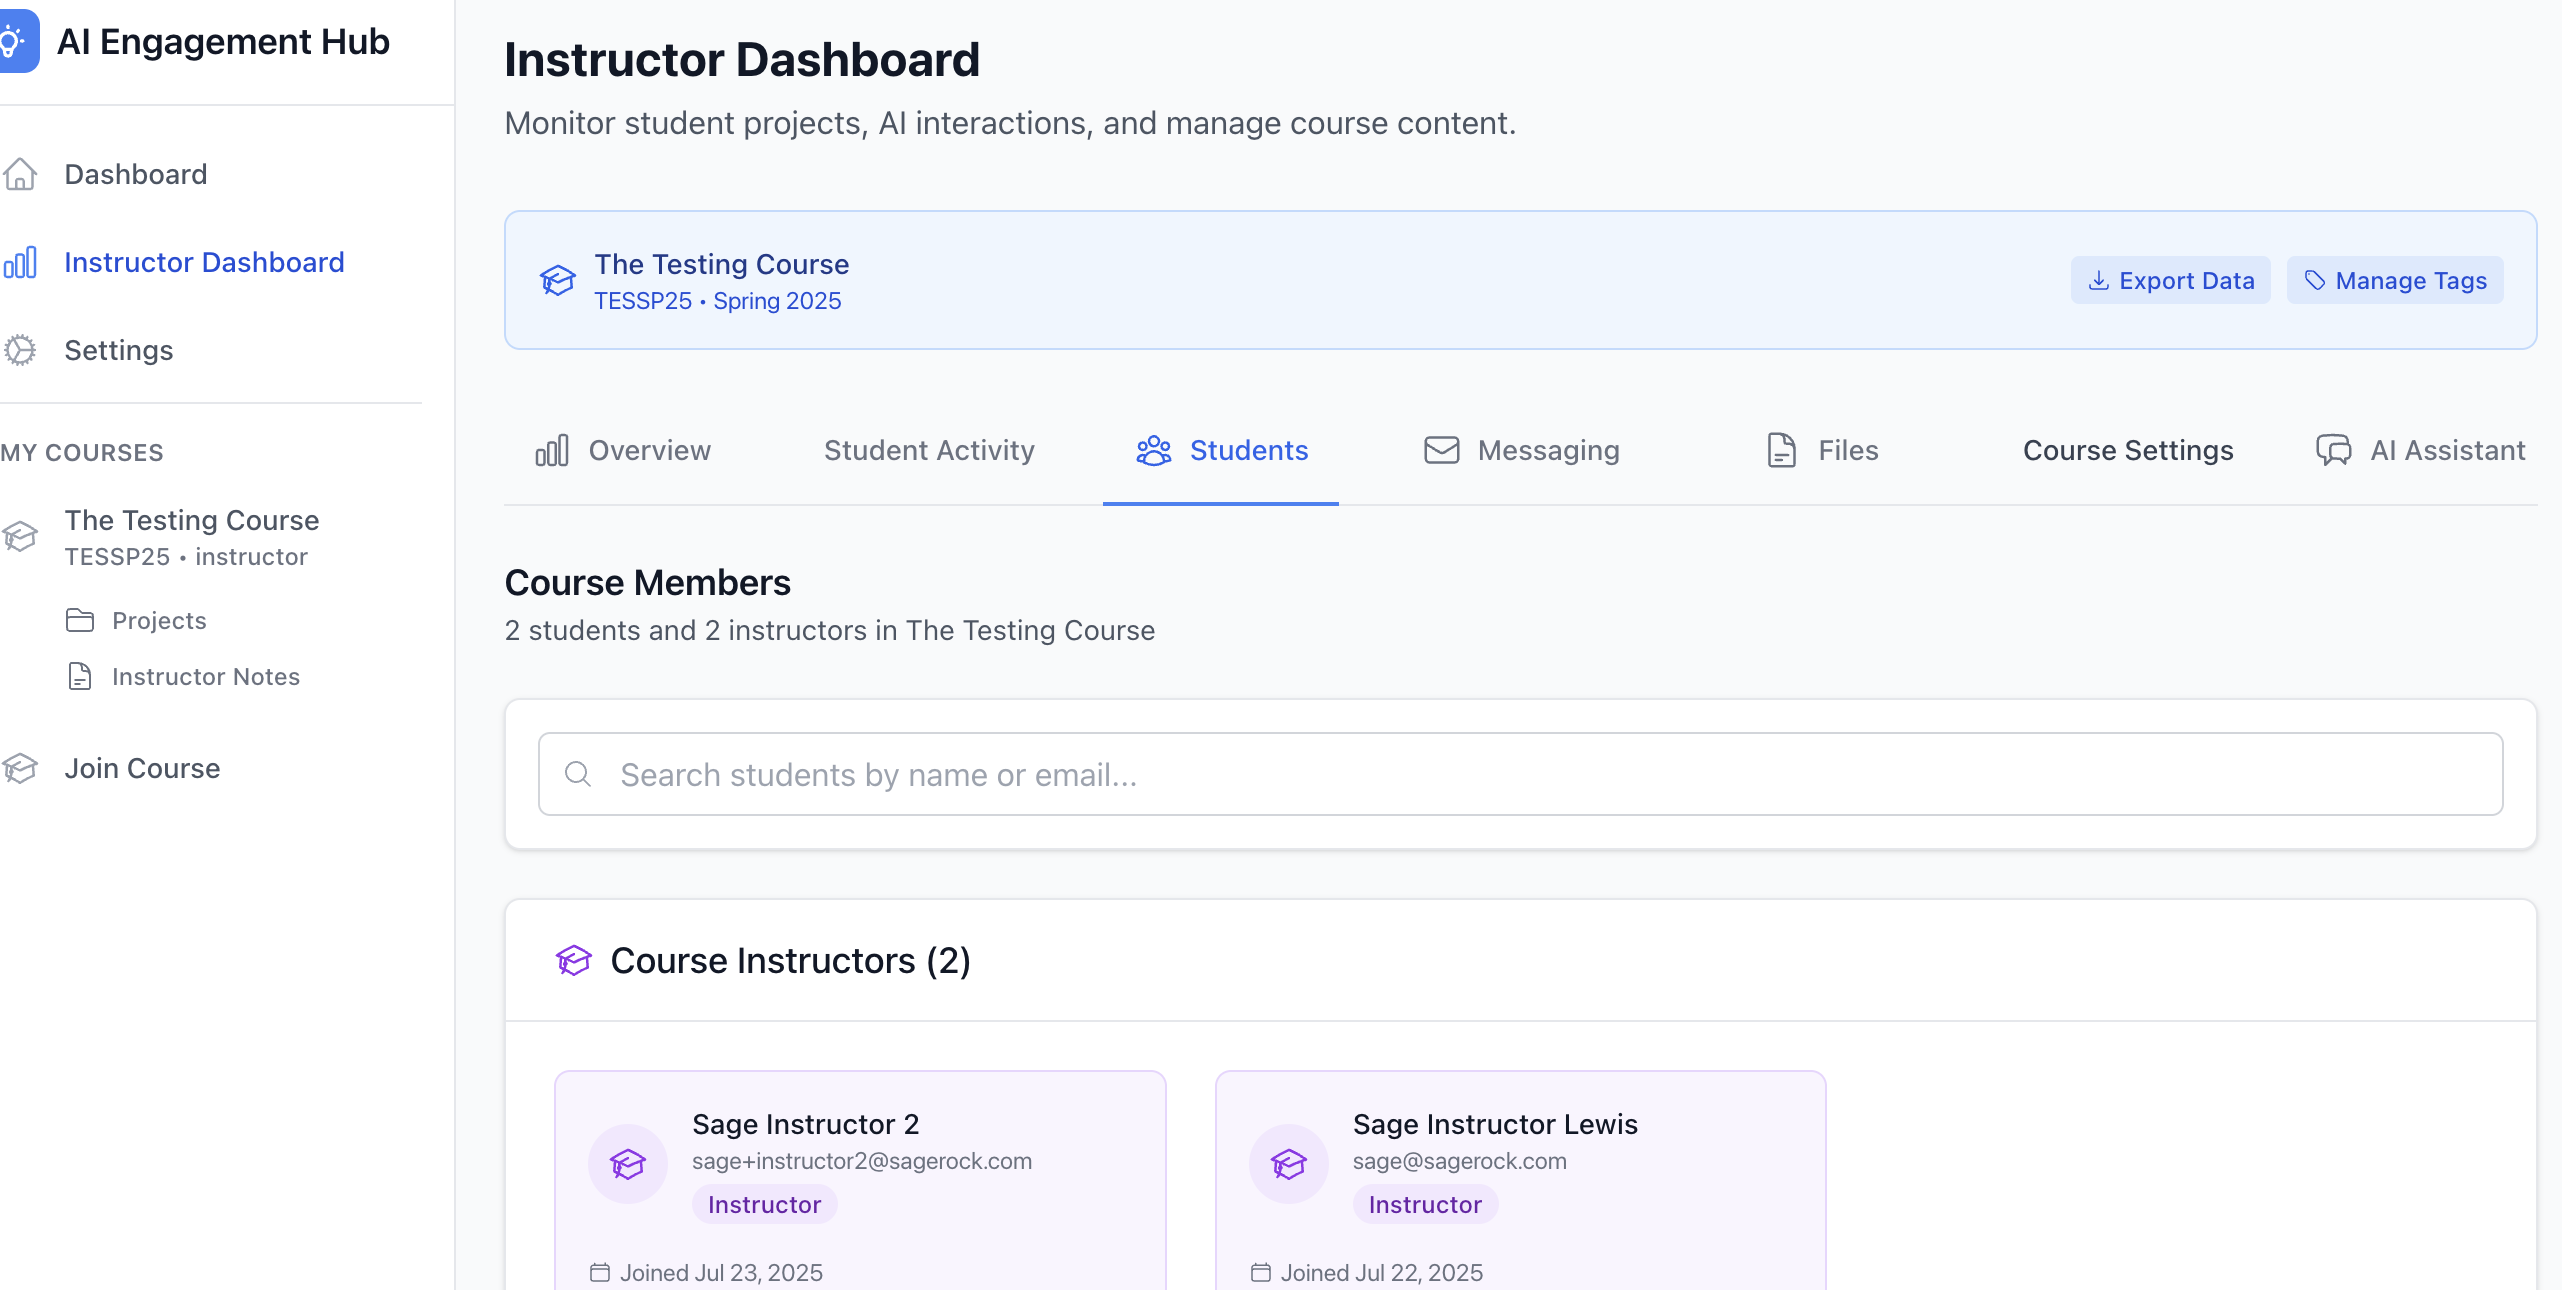 AI Engagement Hub
Dashboard
Instructor Dashboard
Settings
MY COURSES
The Testing Course
TESSP25 • instructor
Projects
Instructor Notes
Join Course
Instructor Dashboard
Monitor student projects, AI interactions, and manage course content.
The Testing Course
TESSP25 • Spring 2025
Export Data
Manage Tags
Overview
Student Activity
Students
Messaging
Files
Course Settings
AI Assistant
Course Members
2 students and 2 instructors in The Testing Course
Search students by name or email...
Course Instructors (2)
Sage Instructor 2
sage+instructor2@sagerock.com
Instructor
Joined Jul 23, 2025
Sage Instructor Lewis
sage@sagerock.com
Instructor
Joined Jul 22, 2025